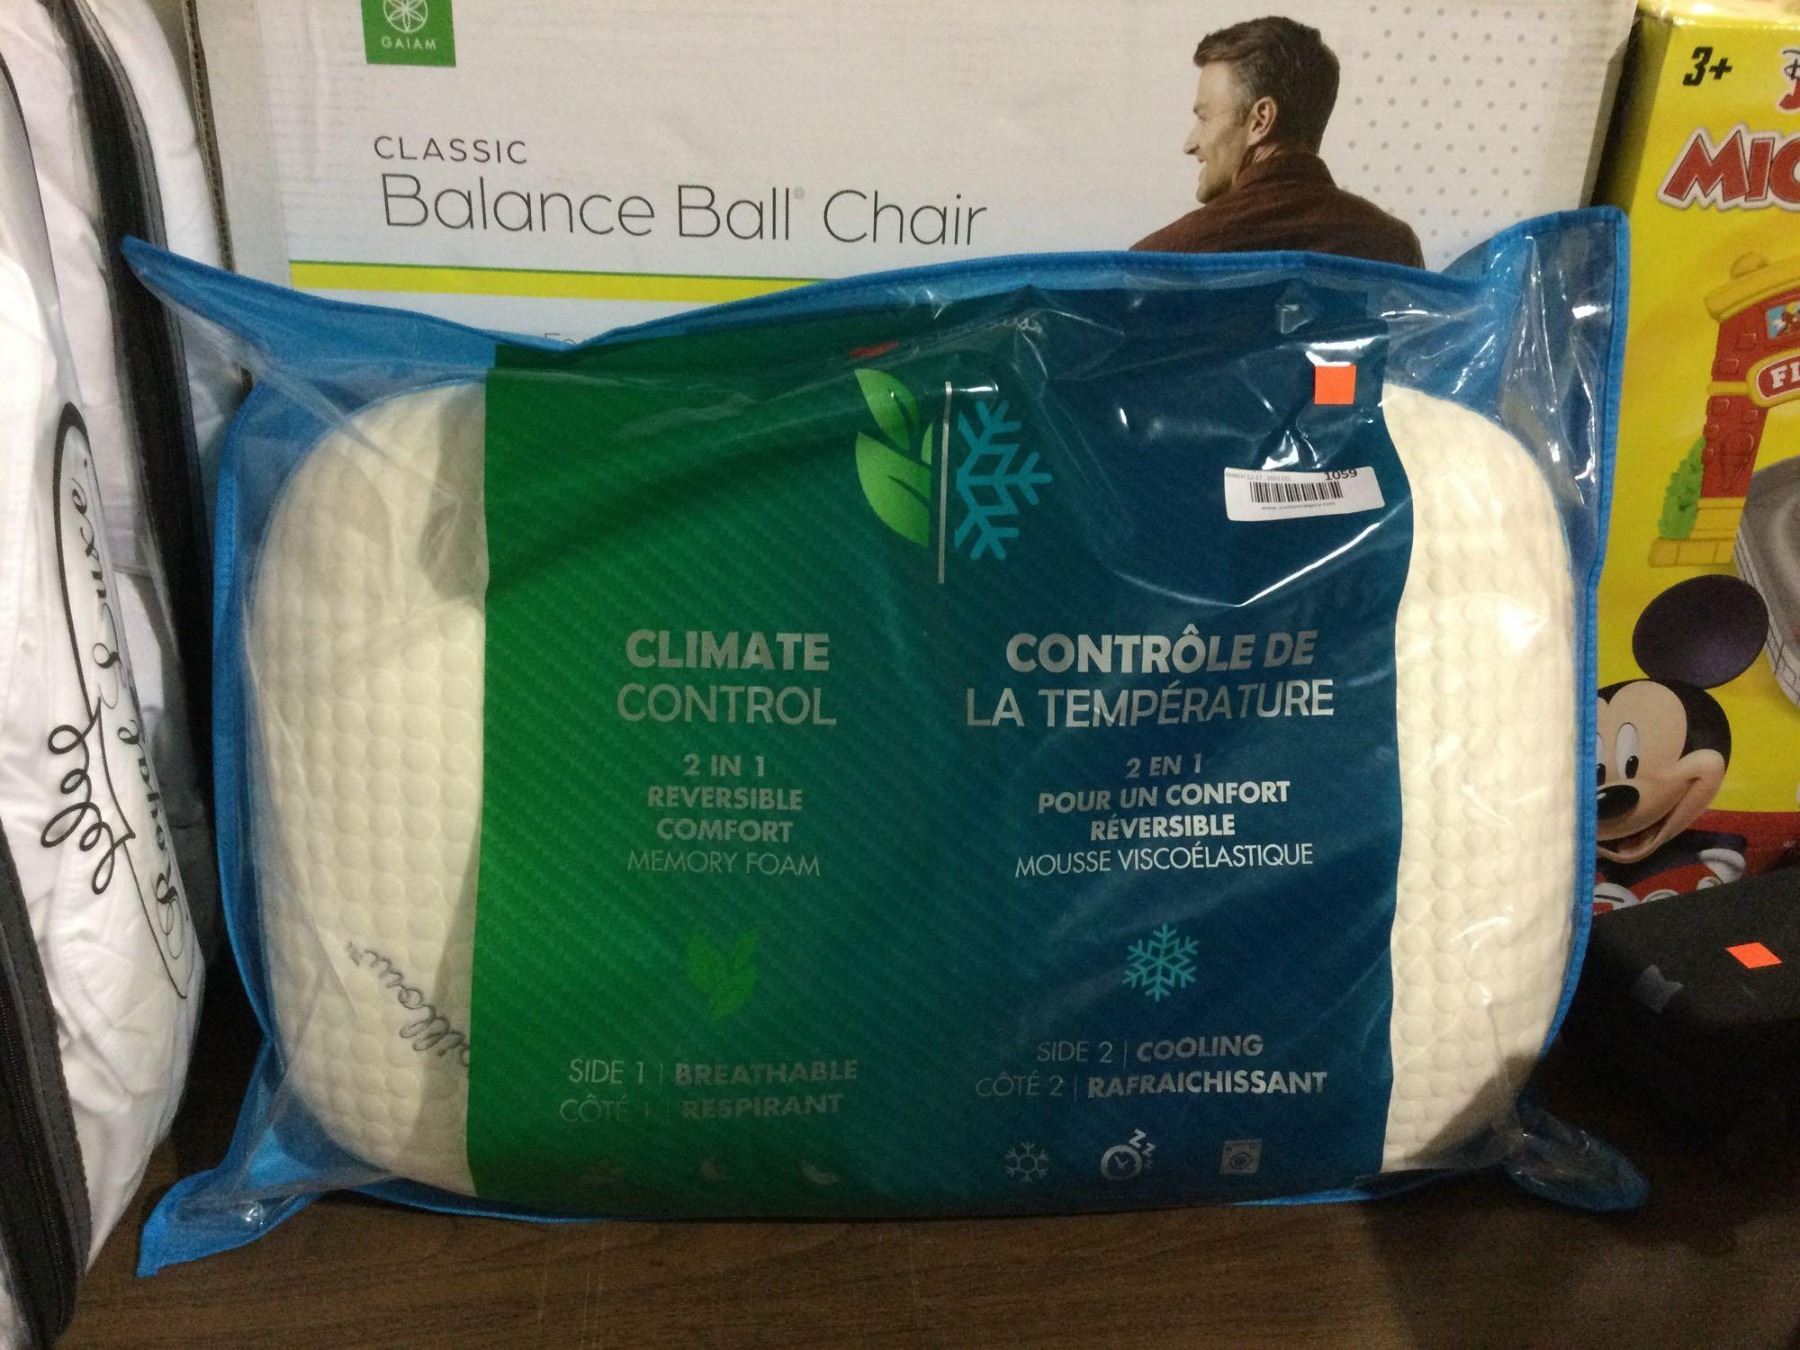 GAIAM
CLASSIC
Balance Ball® Chair
3+
MIC
FI
1059
CLIMATE
CONTROL
2 IN 1
REVERSIBLE
COMFORT
MEMORY FOAM
SIDE 1 | BREATHABLE
CÔTÉ 1 | RESPIRANT
CONTRÔLE DE
LA TEMPÉRATURE
2 EN 1
POUR UN CONFORT
RÉVERSIBLE
MOUSSE VISCOÉLASTIQUE
SIDE 2 | COOLING
CÔTÉ 2 | RAFRAICHISSANT